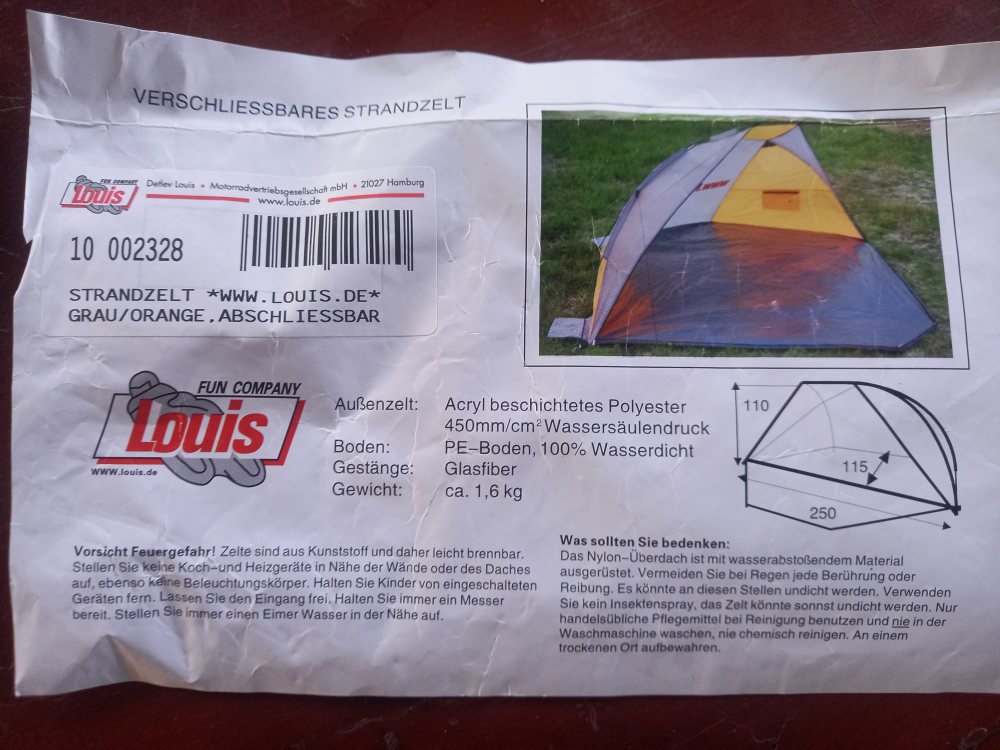 VERSCHLIESSBARES STRANDZELT
FUN COMPANY
Louis
Detlev Louis • Motorradvertriebsgesellschaft mbH • 21027 Hamburg
www.louis.de
10 002328
STRANDZELT *WWW.LOUIS.DE*
GRAU/ORANGE,ABSCHLIESSBAR
WWW
FUN COMPANY
Louis
www.louis.de
Außenzelt: Acryl beschichtetes Polyester
450mm/cm² Wassersäulendruck
Boden: PE-Boden, 100% Wasserdicht
Gestänge: Glasfiber
Gewicht: ca. 1,6 kg
110
115
250
Vorsicht Feuergefahr! Zelte sind aus Kunststoff und daher leicht brennbar.
Stellen Sie keine Koch-und Heizgeräte in Nähe der Wände oder des Daches
auf, ebenso keine Beleuchtungskörper. Halten Sie Kinder von eingeschalteten
Geräten fern. Lassen Sie den Eingang frei. Halten Sie immer ein Messer
bereit. Stellen Sie immer einen Eimer Wasser in der Nähe auf.
Was sollten Sie bedenken:
Das Nylon-Überdach ist mit wasserabstoßendem Material
ausgerüstet. Vermeiden Sie bei Regen jede Berührung oder
Reibung. Es könnte an diesen Stellen undicht werden. Verwenden
Sie kein Insektenspray, das Zelt könnte sonnst undicht werden. Nur
handelsübliche Pflegemittel bei Reinigung benutzen und nie in der
Waschmaschine waschen, nie chemisch reinigen. An einem
trockenen Ort aufbewahren.